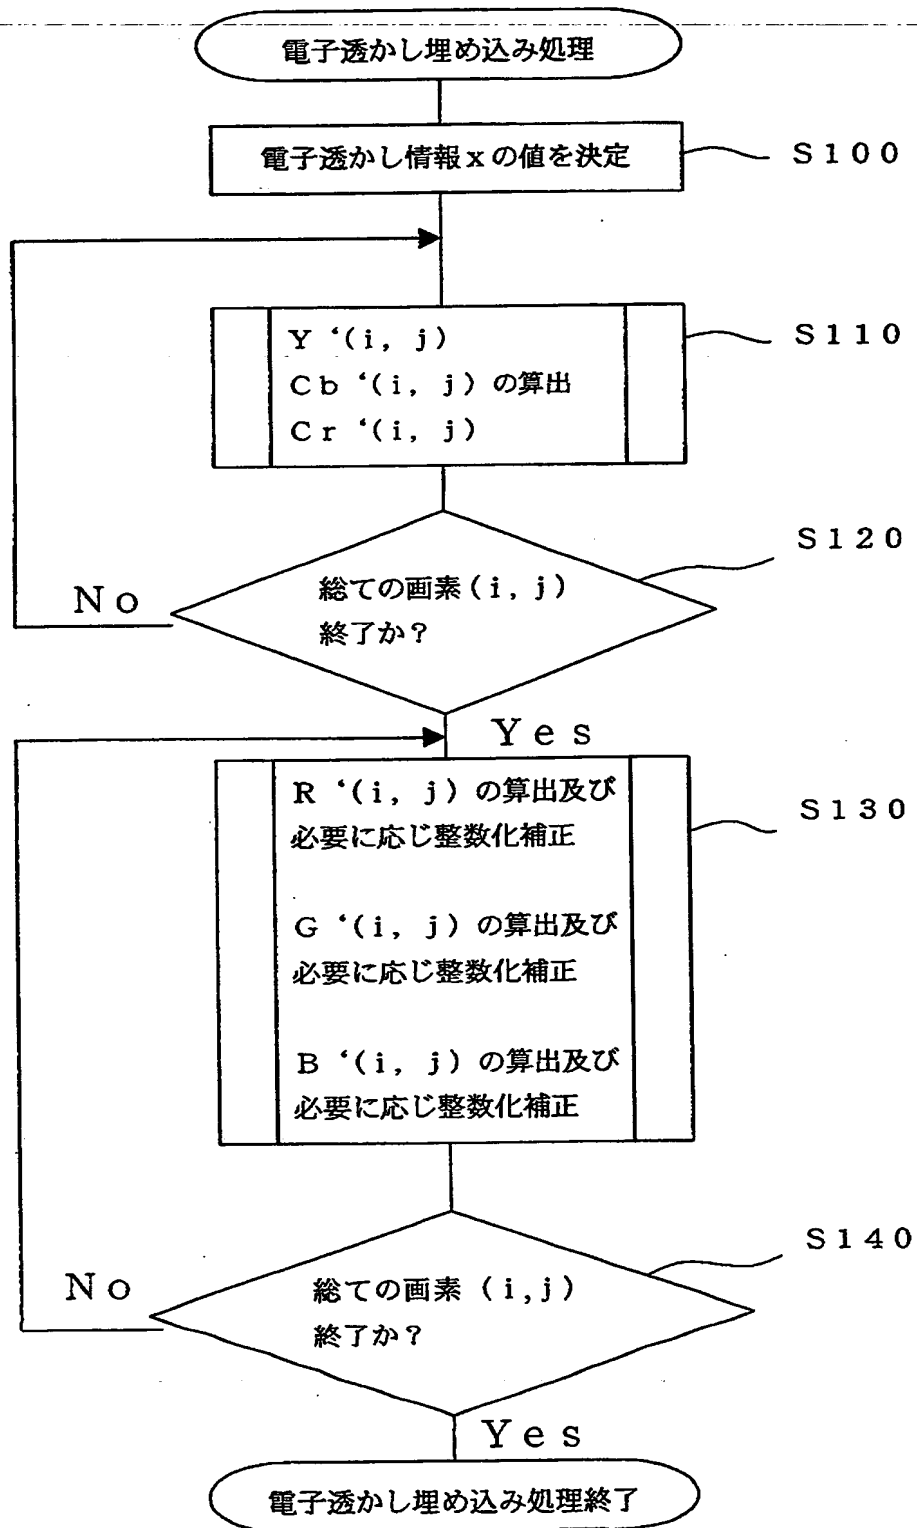 電子透かし埋め込み処理
電子透かし情報xの値を決定
S100
Y‘(i, j)
Cb‘(i, j)の算出
Cr‘(i, j)
S110
総ての画素(i, j)
終了か?
S120
No
Yes
R‘(i, j)の算出及び
必要に応じ整数化補正
G‘(i, j)の算出及び
必要に応じ整数化補正
B‘(i, j)の算出及び
必要に応じ整数化補正
S130
総ての画素(i,j)
終了か?
S140
No
Yes
電子透かし埋め込み処理終了